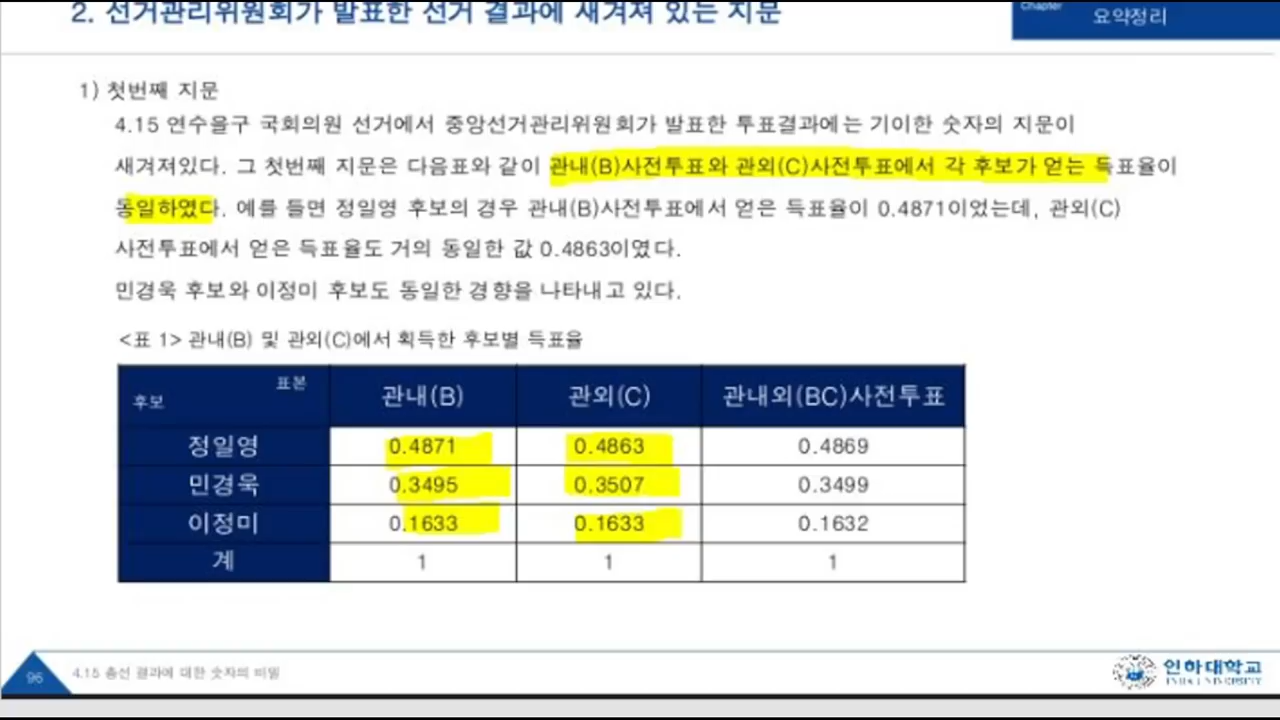 2. 선거관리위원회가 발표한 선거 결과에 새겨져 있는 지문
Chapter
요약정리
1) 첫번째 지문
4.15 연수을구 국회의원 선거에서 중앙선거관리위원회가 발표한 투표결과에는 기이한 숫자의 지문이
새겨져있다. 그 첫번째 지문은 다음표와 같이 관내(B)사전투표와 관외(C)사전투표에서 각 후보가 얻는 득표율이
동일하였다. 예를 들면 정일영 후보의 경우 관내(B)사전투표에서 얻은 득표율이 0.4871이었는데, 관외(C)
사전투표에서 얻은 득표율도 거의 동일한 값 0.4863이였다.
민경욱 후보와 이정미 후보도 동일한 경향을 나타내고 있다.
<표 1> 관내(B) 및 관외(C)에서 획득한 후보별 득표율
표본
후보 관내(B) 관외(C) 관내외(BC)사전투표
정일영 0.4871 0.4863 0.4869
민경욱 0.3495 0.3507 0.3499
이정미 0.1633 0.1633 0.1632
계 1 1 1
96 4.15 총선 결과에 대한 숫자의 비밀
인하대학교
INHA UNIVERSITY